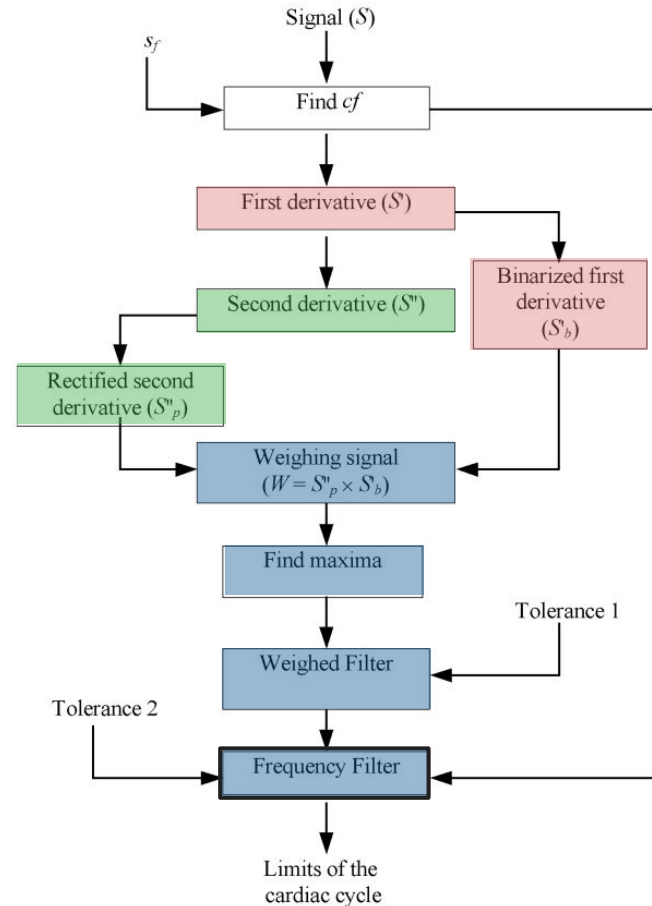 Signal (S)
s_f
Find cf
First derivative (S')
Binarized first
derivative
(S'_b)
Second derivative (S'')
Rectified second
derivative (S''_p)
Weighing signal
(W = S''_p × S'_b)
Find maxima
Tolerance 1
Weighed Filter
Tolerance 2
Frequency Filter
Limits of the
cardiac cycle